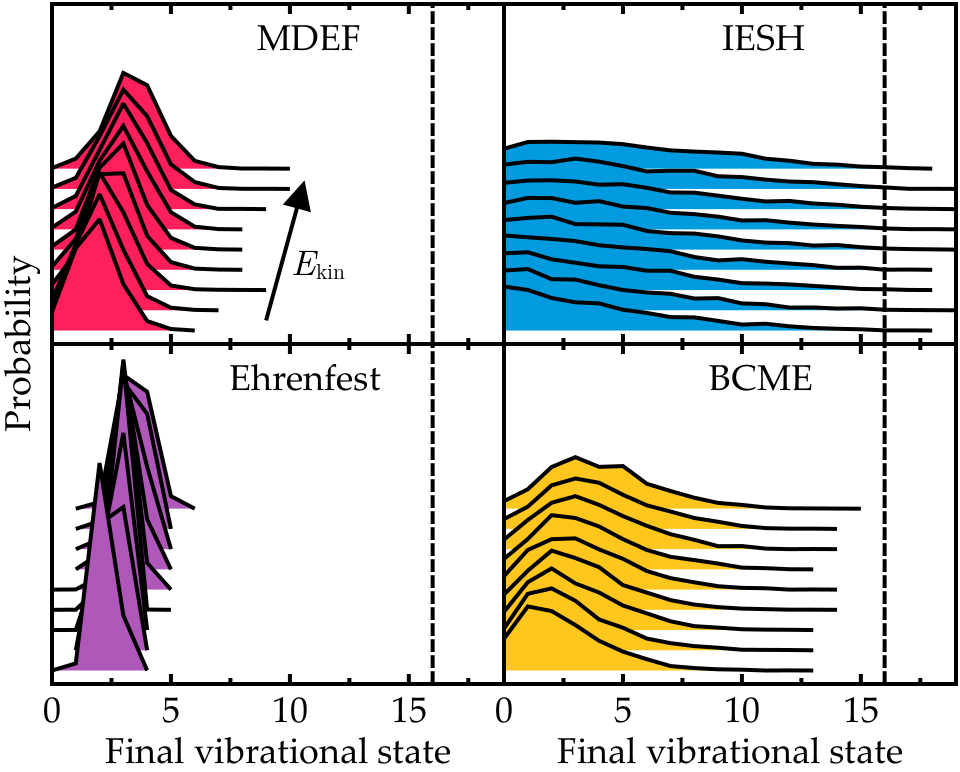 MDEF
IESH
E_kin
Probability
Ehrenfest
BCME
0 5 10 15 0 5 10 15
Final vibrational state Final vibrational state